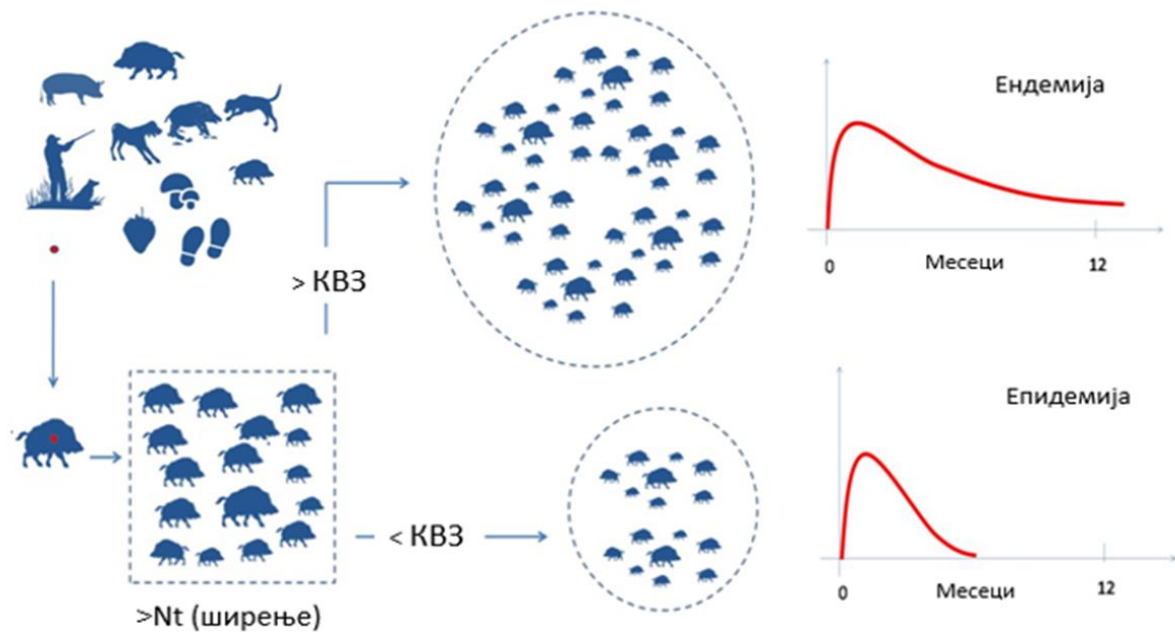 > КВЗ
>Nt (ширење)
< КВЗ
Ендемија
0
Месеци
12
Епидемија
0
Месеци
12